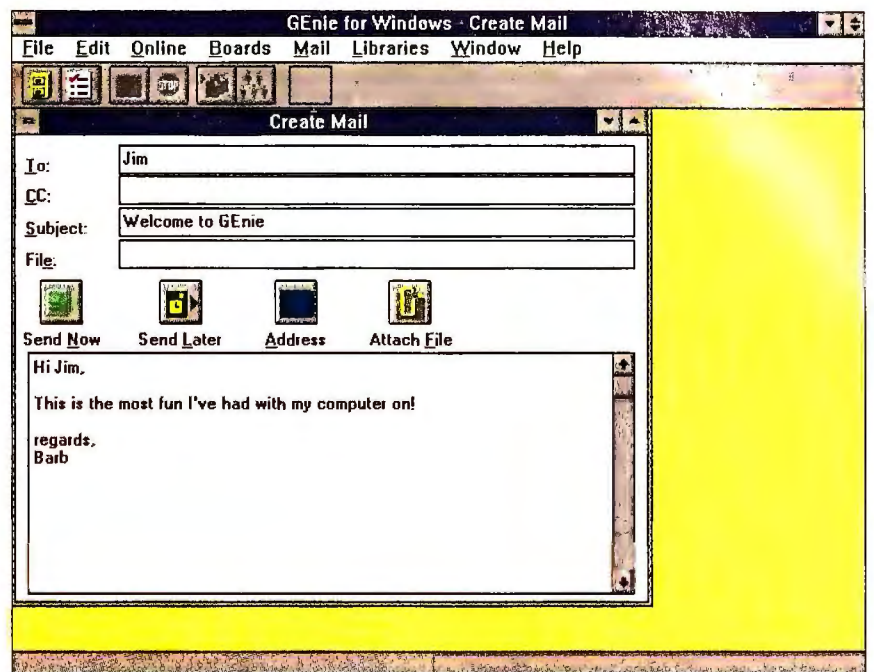 GEnie for Windows - Create Mail
File Edit Online Boards Mail Libraries Window Help
STOP
Create Mail
To: Jim
CC:
Subject: Welcome to GEnie
File:
Send Now Send Later Address Attach File
Hi Jim,
This is the most fun I've had with my computer on!
regards,
Barb